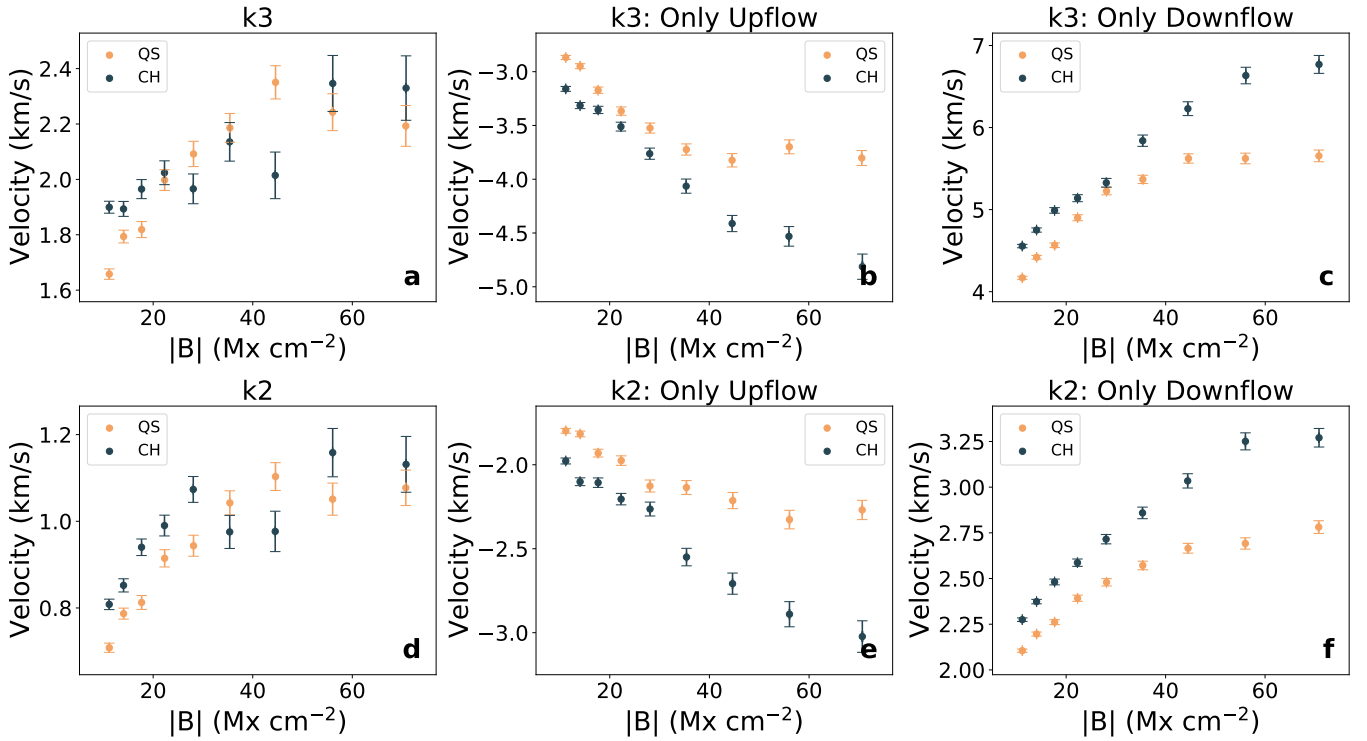 k3
k3: Only Upflow
k3: Only Downflow
QS
CH
2.4
2.2
2.0
1.8
1.6
Velocity (km/s)
a
20
40
60
|B| (Mx cm⁻²)
QS
CH
−3.0
−3.5
−4.0
−4.5
−5.0
Velocity (km/s)
b
20
40
60
|B| (Mx cm⁻²)
QS
CH
7
6
5
4
Velocity (km/s)
c
20
40
60
|B| (Mx cm⁻²)
k2
k2: Only Upflow
k2: Only Downflow
QS
CH
1.2
1.0
0.8
Velocity (km/s)
d
20
40
60
|B| (Mx cm⁻²)
QS
CH
−2.0
−2.5
−3.0
Velocity (km/s)
e
20
40
60
|B| (Mx cm⁻²)
QS
CH
3.25
3.00
2.75
2.50
2.25
2.00
Velocity (km/s)
f
20
40
60
|B| (Mx cm⁻²)